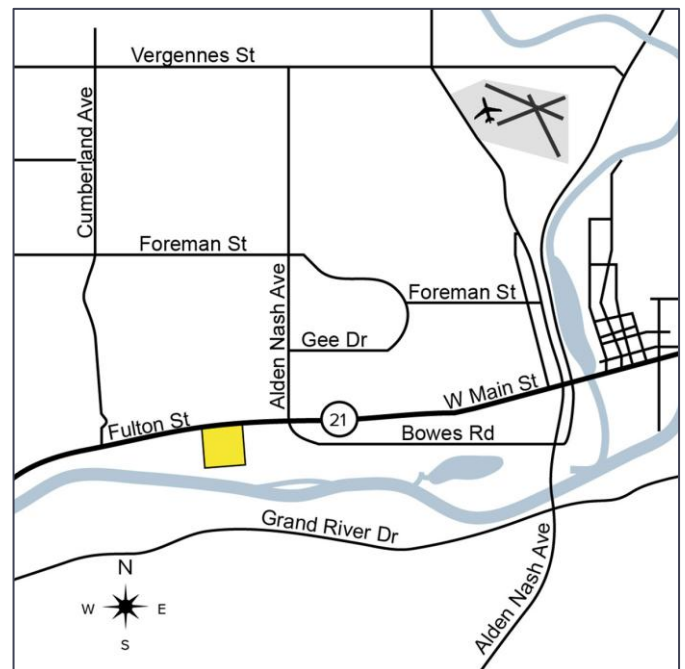 Vergennes St
Cumberland Ave
Foreman St
Alden Nash Ave
Foreman St
Gee Dr
W Main St
21
Fulton St
Bowes Rd
Grand River Dr
Alden Nash Ave
N
W E
S